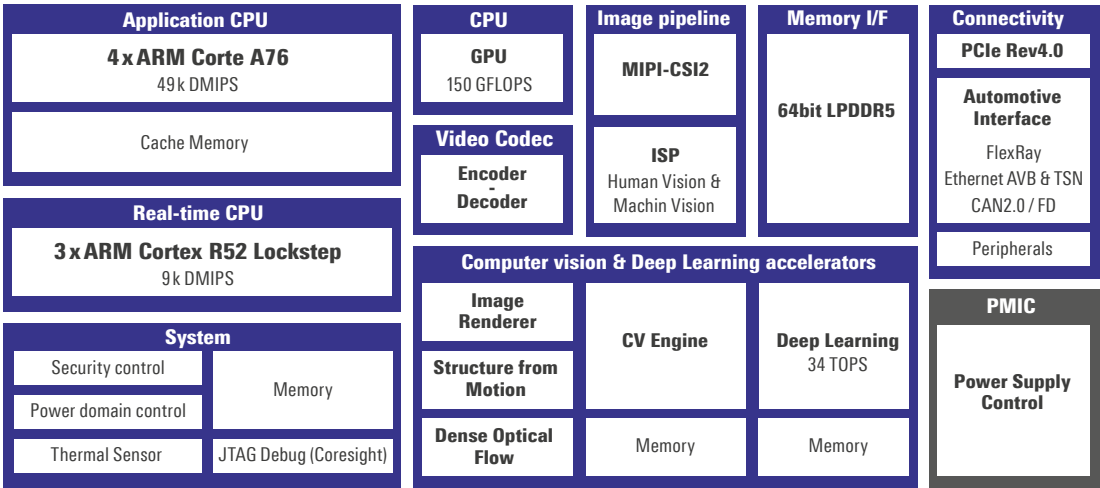 Application CPU
4 x ARM Corte A76
49 k DMIPS
Cache Memory
Real-time CPU
3 x ARM Cortex R52 Lockstep
9 k DMIPS
System
Security control
Power domain control
Thermal Sensor
Memory
JTAG Debug (Coresight)
CPU
GPU
150 GFLOPS
Video Codec
Encoder
-
Decoder
Image pipeline
MIPI-CSI2
ISP
Human Vision &
Machin Vision
Memory I/F
64bit LPDDR5
Computer vision & Deep Learning accelerators
Image
Renderer
Structure from
Motion
Dense Optical
Flow
CV Engine
Memory
Deep Learning
34 TOPS
Memory
Connectivity
PCIe Rev4.0
Automotive
Interface
FlexRay
Ethernet AVB & TSN
CAN2.0 / FD
Peripherals
PMIC
Power Supply
Control